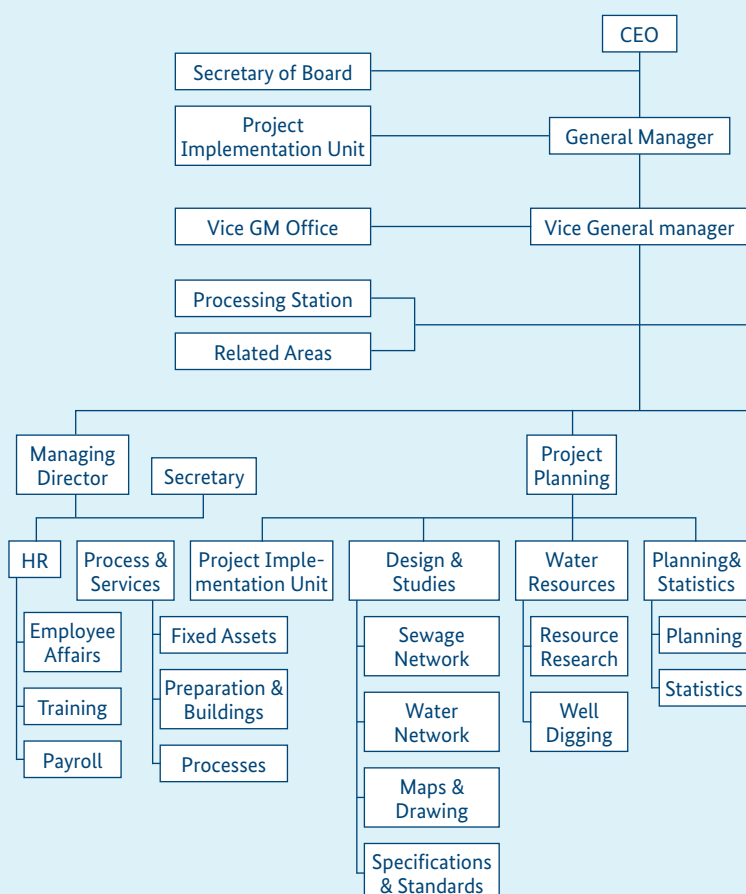 CEO
Secretary of Board
Project
Implementation Unit
General Manager
Vice GM Office
Vice General manager
Processing Station
Related Areas
Managing
Director
Secretary
Project
Planning
HR
Process &
Services
Project Imple-
mentation Unit
Design &
Studies
Water
Resources
Planning&
Statistics
Employee
Affairs
Training
Payroll
Fixed Assets
Preparation &
Buildings
Processes
Sewage
Network
Water
Network
Maps &
Drawing
Specifications
& Standards
Resource
Research
Well
Digging
Planning
Statistics